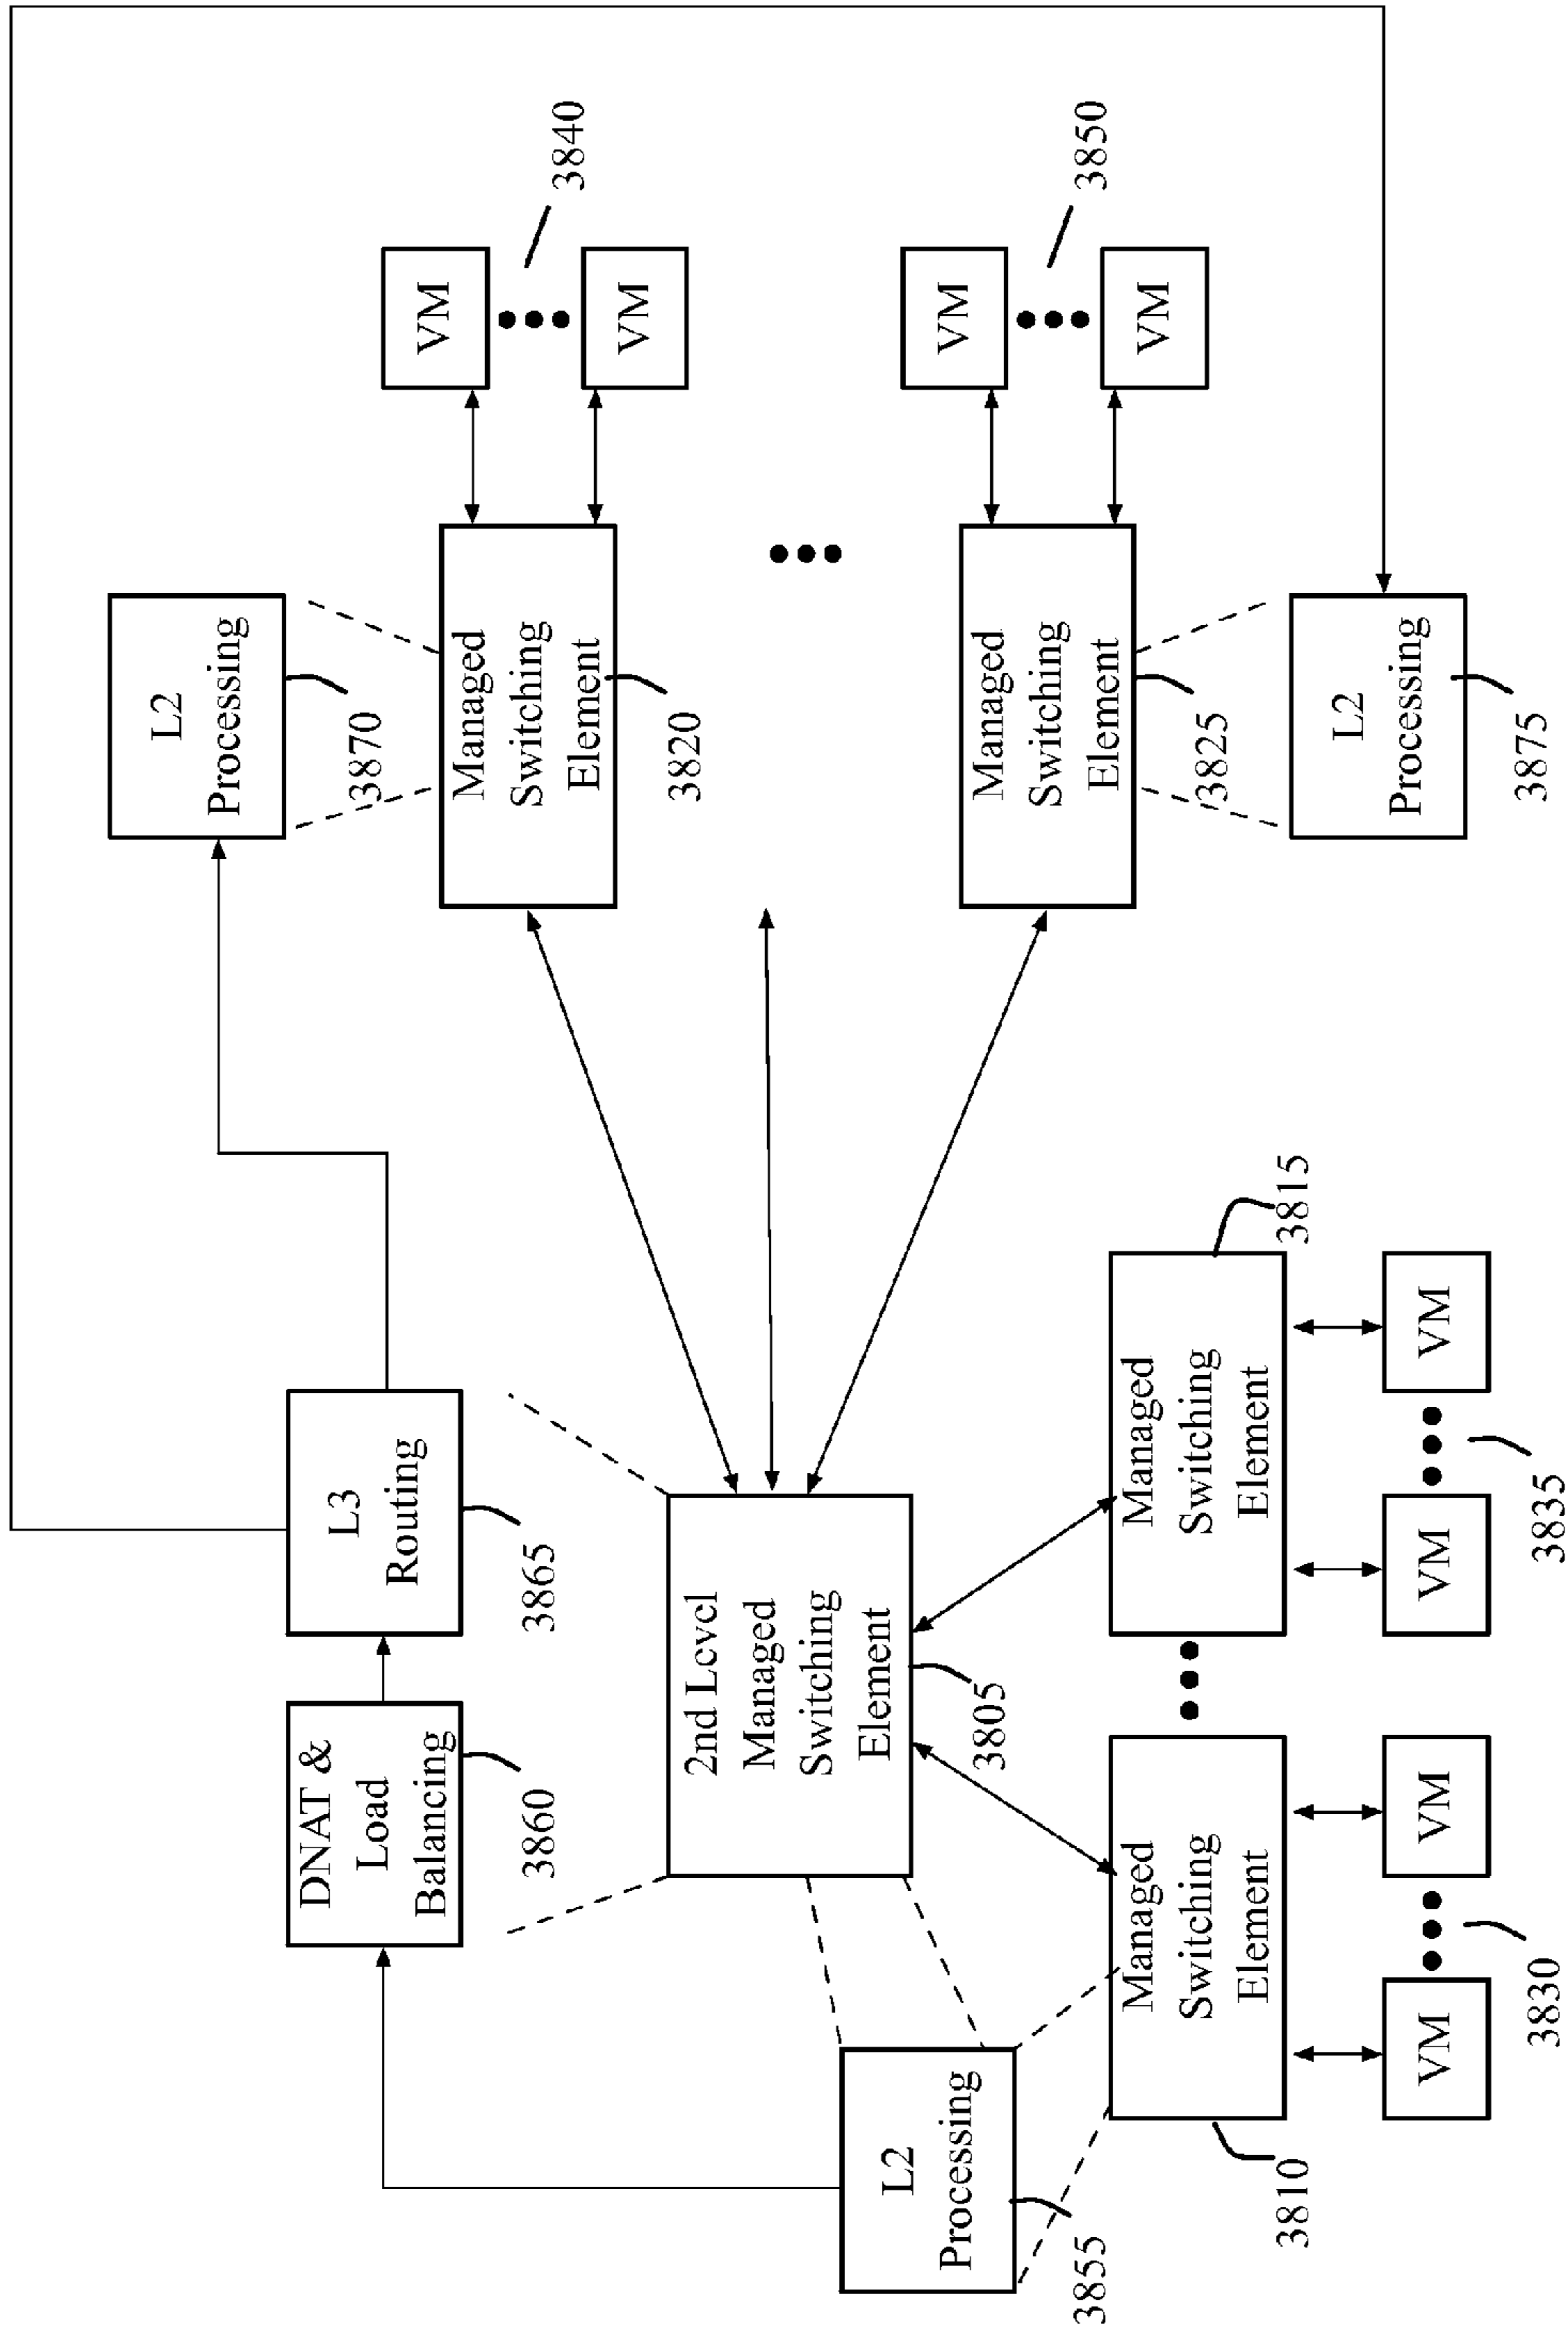 L2
Processing
3870
DNAT &
Load
Balancing
3860
L3
Routing
3865
Managed
Switching
Element
3820
VM
VM
3840
2nd Level
Managed
Switching
Element
3805
L2
Processing
3855
Managed
Switching
Element
3825
VM
VM
3850
Managed
Switching
Element
3810
Managed
Switching
Element
3815
L2
Processing
3875
VM
VM
3830
VM
VM
3835